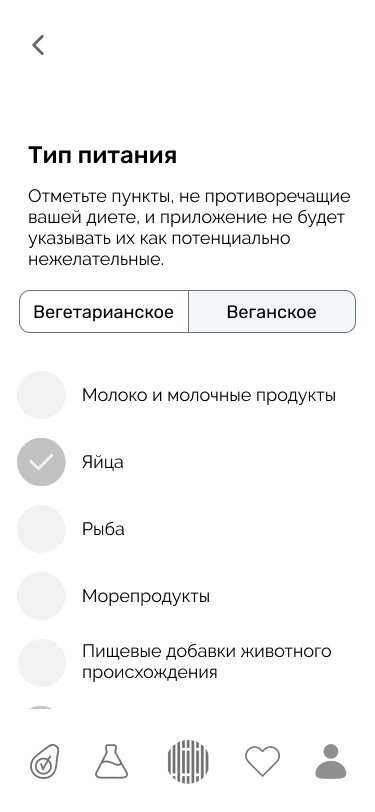 Тип питания
Отметьте пункты, не противоречащие
вашей диете, и приложение не будет
указывать их как потенциально
нежелательные.
Вегетарианское Веганское
Молоко и молочные продукты
Яйца
Рыба
Морепродукты
Пищевые добавки животного
происхождения